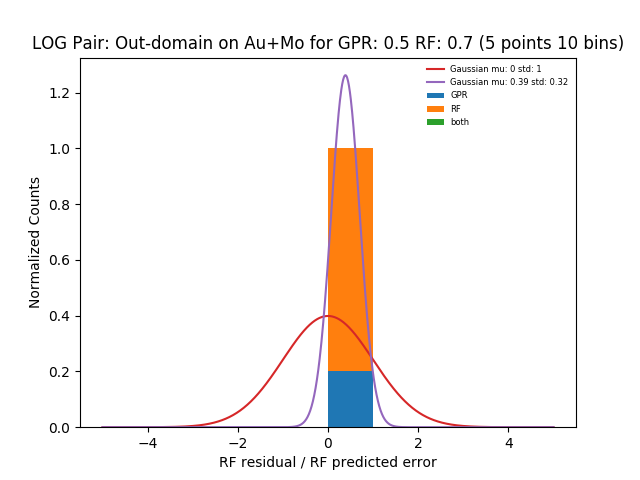 LOG Pair: Out-domain on Au+Mo for GPR: 0.5 RF: 0.7 (5 points 10 bins)
Gaussian mu: 0 std: 1
Gaussian mu: 0.39 std: 0.32
GPR
RF
both
Normalized Counts
1.2
1.0
0.8
0.6
0.4
0.2
0.0
−4 −2 0 2 4
RF residual / RF predicted error